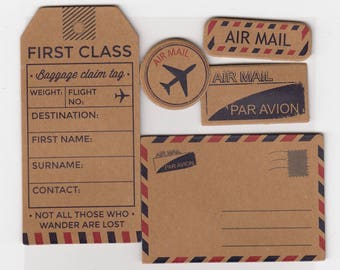 FIRST CLASS
Baggage claim tag
WEIGHT: FLIGHT NO:
DESTINATION:
FIRST NAME:
SURNAME:
CONTACT:
• NOT ALL THOSE WHO •
WANDER ARE LOST
AIR MAIL
AIR MAIL
AIR MAIL
PAR AVION
AIR MAIL
PAR AVION